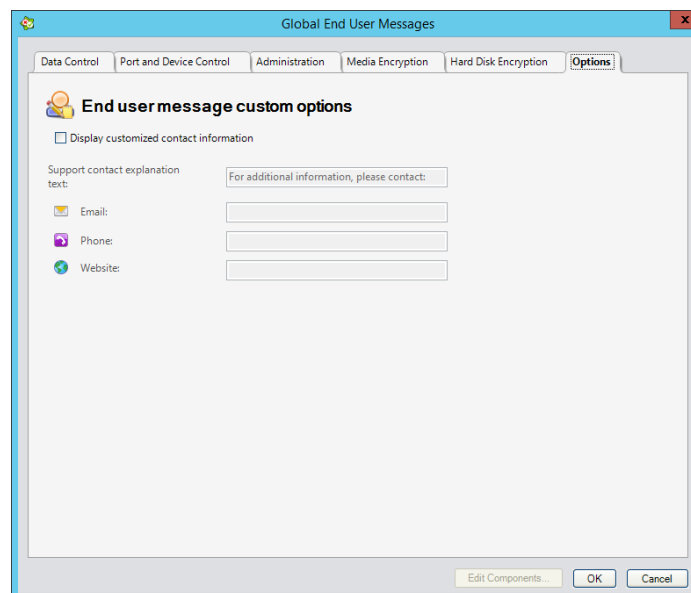 Global End User Messages
x
Data Control
Port and Device Control
Administration
Media Encryption
Hard Disk Encryption
Options
End user message custom options
Display customized contact information
Support contact explanation
text:
For additional information, please contact:
Email:
Phone:
Website:
Edit Components...
OK
Cancel